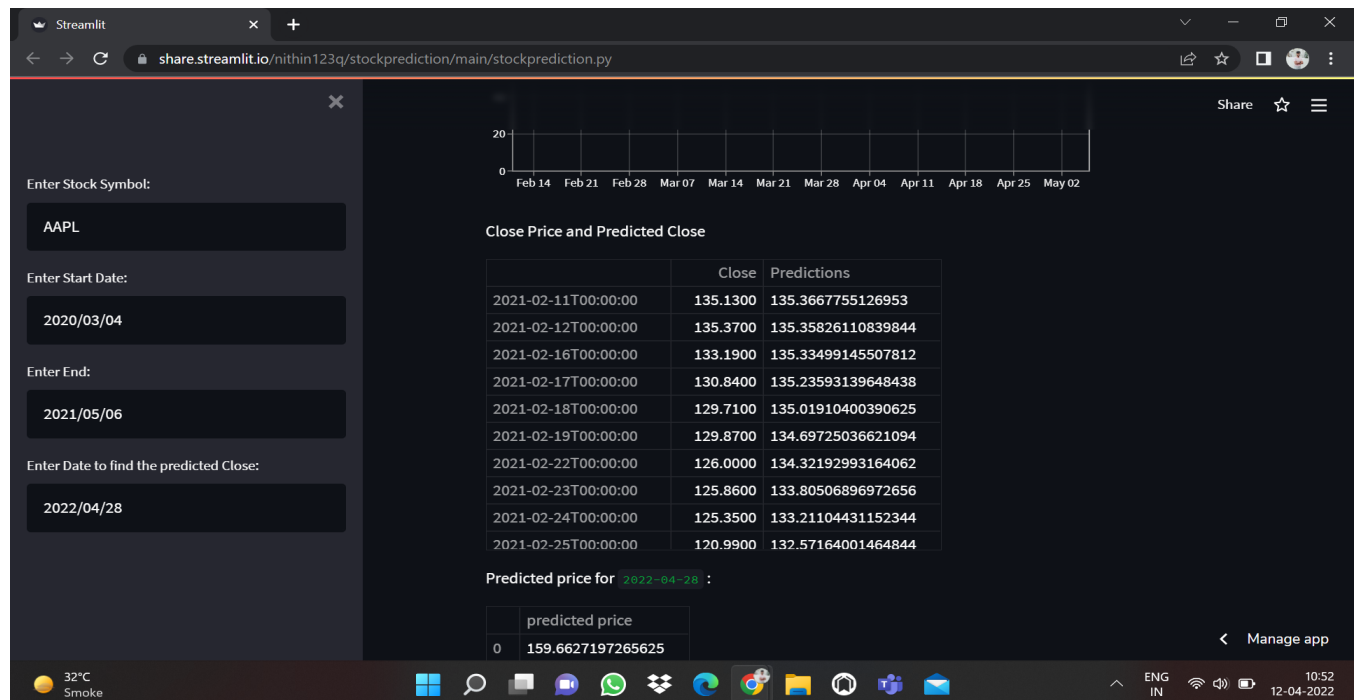 Streamlit
share.streamlit.io/nithin123q/stockprediction/main/stockprediction.py
Share
Enter Stock Symbol:
AAPL
Enter Start Date:
2020/03/04
Enter End:
2021/05/06
Enter Date to find the predicted Close:
2022/04/28
20
0
Feb 14 Feb 21 Feb 28 Mar 07 Mar 14 Mar 21 Mar 28 Apr 04 Apr 11 Apr 18 Apr 25 May 02
Close Price and Predicted Close
Close Predictions
2021-02-11T00:00:00 135.1300 135.3667755126953
2021-02-12T00:00:00 135.3700 135.35826110839844
2021-02-16T00:00:00 133.1900 135.33499145507812
2021-02-17T00:00:00 130.8400 135.23593139648438
2021-02-18T00:00:00 129.7100 135.01910400390625
2021-02-19T00:00:00 129.8700 134.69725036621094
2021-02-22T00:00:00 126.0000 134.32192993164062
2021-02-23T00:00:00 125.8600 133.80506896972656
2021-02-24T00:00:00 125.3500 133.21104431152344
2021-02-25T00:00:00 120.9900 132.57164001464844
Predicted price for 2022-04-28 :
predicted price
0 159.6627197265625
Manage app
32°C
Smoke
ENG
IN
10:52
12-04-2022